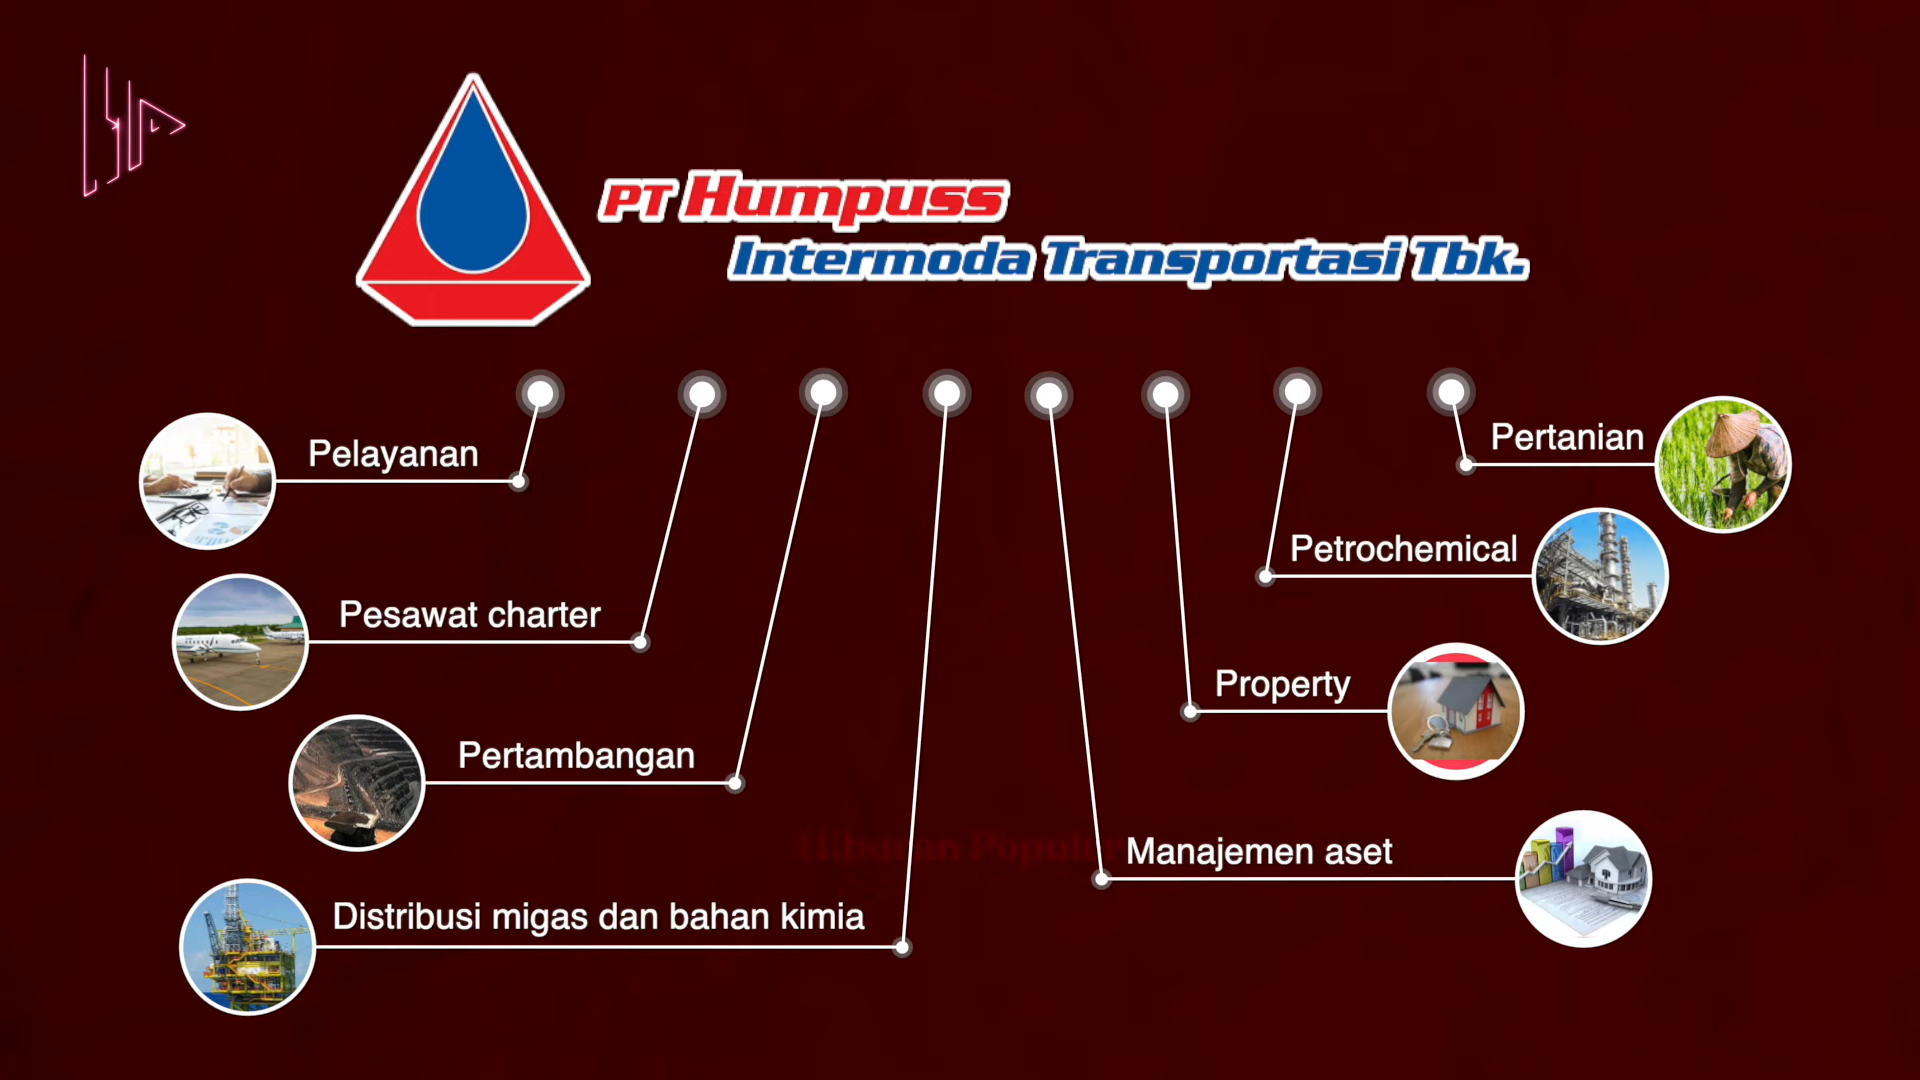 PT Humpuss
Intermoda Transportasi Tbk.
Pelayanan
Pesawat charter
Pertambangan
Distribusi migas dan bahan kimia
Pertanian
Petrochemical
Property
Manajemen aset